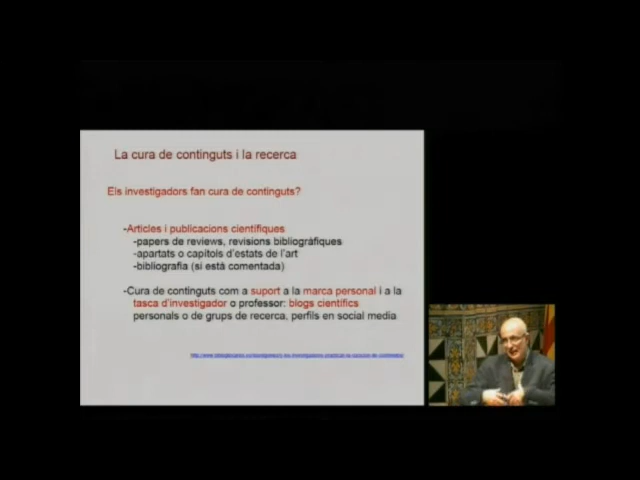 La cura de continguts i la recerca
Els investigadors fan cura de continguts?
-Articles i publicacions científiques
-papers de reviews, revisions bibliogràfiques
-apartats o capítols d'estats de l'art
-bibliografia (si està comentada)
-Cura de continguts com a suport a la marca personal i a la
tasca d'investigador o professor: blogs científics
personals o de grups de recerca, perfils en social media